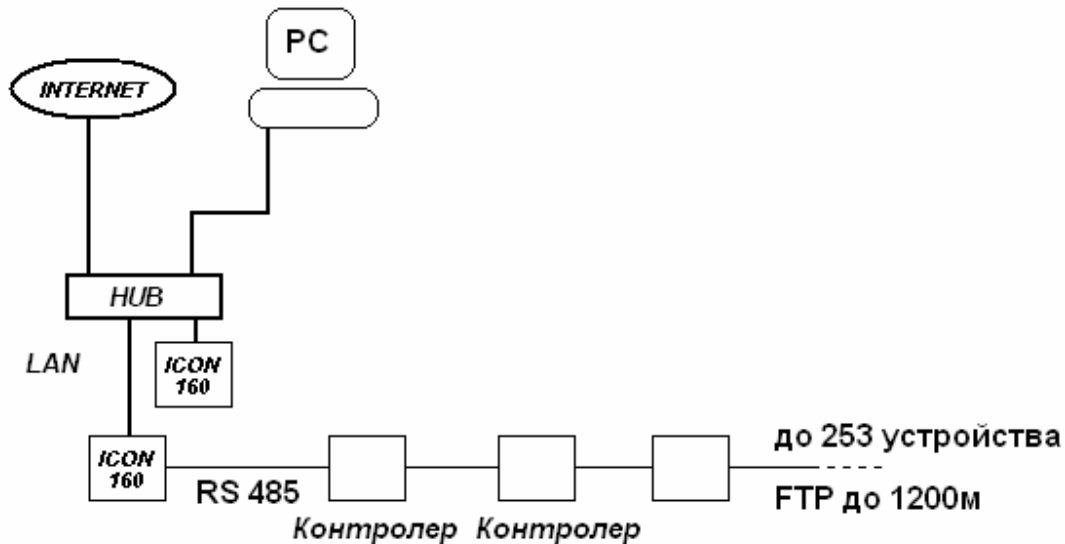 PC
INTERNET
HUB
LAN
ICON
160
ICON
160
RS 485
до 253 устройства
FTP до 1200м
Контролер Контролер